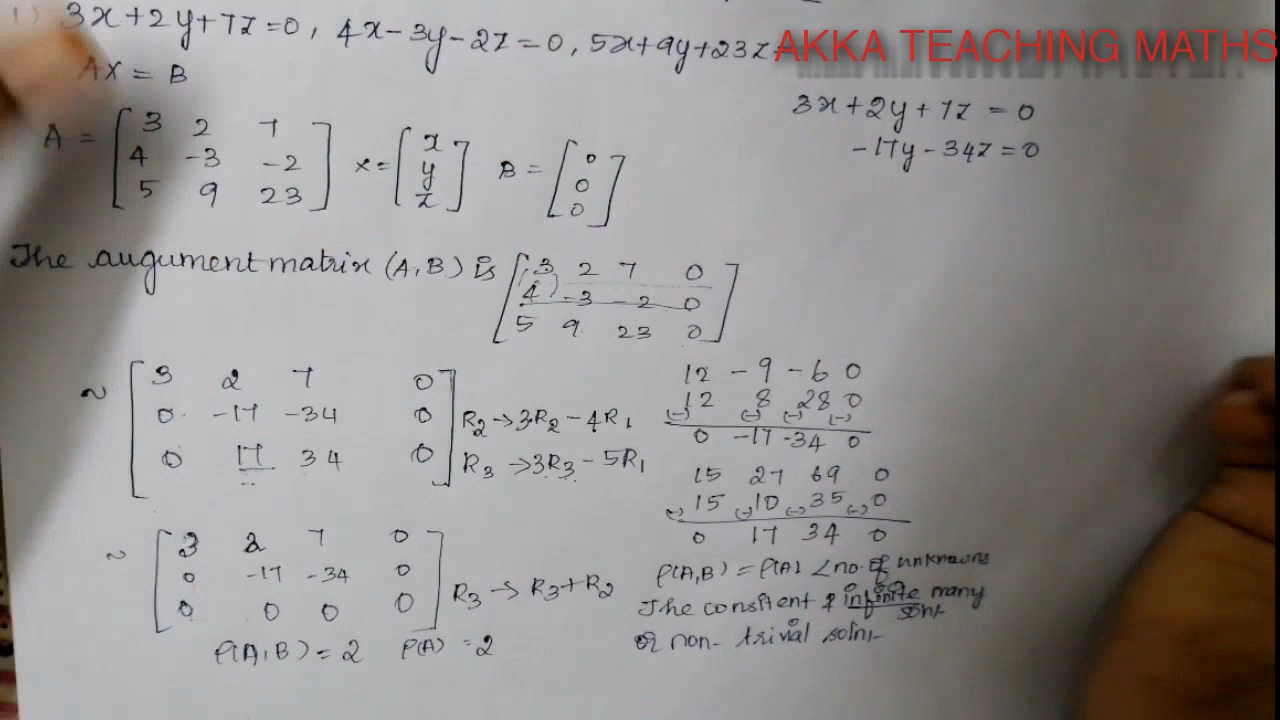 1) 3x+2y+7z=0, 4x-3y-2z=0, 5x+9y+23z=
AKKA TEACHING MATHS
AX = B
A = [ 3 2 7
4 -3 -2
5 9 23 ]
X = [ x
y
z ]
B = [ 0
0
0 ]
3x+2y+7z = 0
-17y-34z=0
The augument matrix (A,B) is [ 3 2 7 0
4 -3 -2 0
5 9 23 0 ]
~ [ 3 2 7 0
0 -17 -34 0 R2→3R2-4R1
0 17 34 0 ] R3→3R3-5R1
12 -9 -6 0
(-)12 (-)8 (-)28 (-)0
0 -17 -34 0
15 27 69 0
(-)15 (-)10 (-)35 (-)0
0 17 34 0
~ [ 3 2 7 0
0 -17 -34 0
0 0 0 0 ] R3→R3+R2
ρ(A,B) = 2 ρ(A) = 2
ρ(A,B) = ρ(A) < no. of unknowns
The consitent & infinite many
soln.
or non-trivial soln.